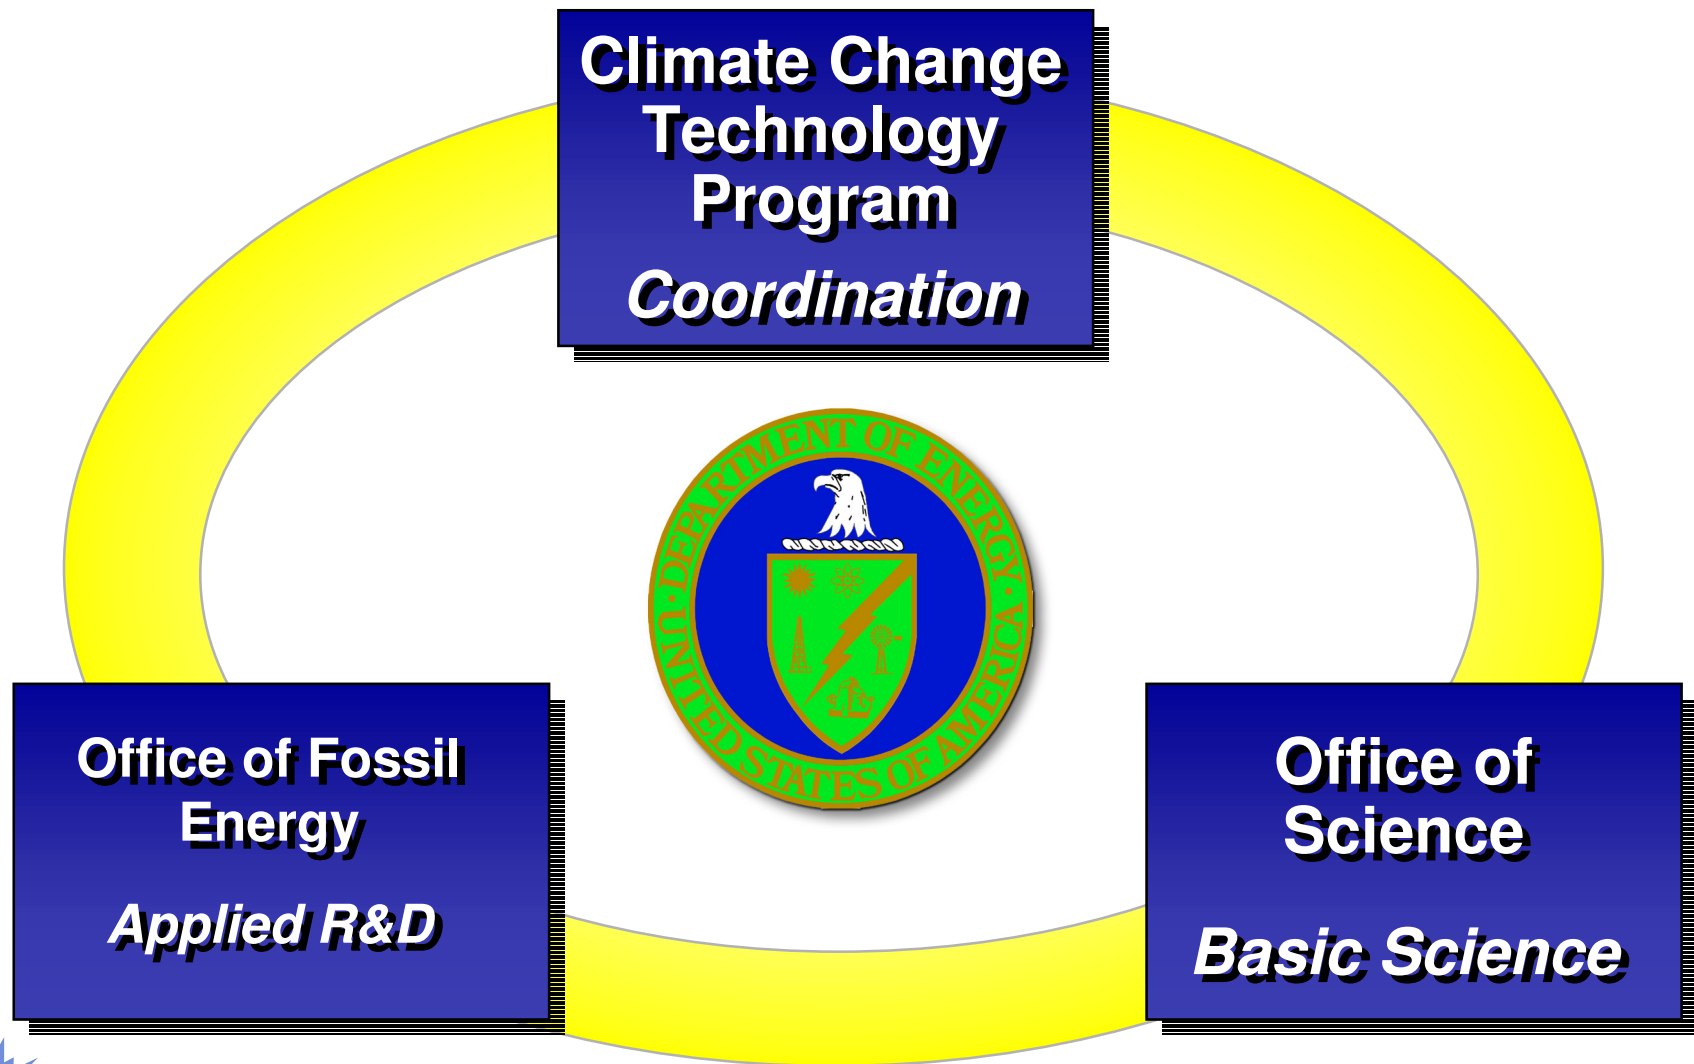 Climate Change
Technology
Program
Coordination
DEPARTMENT OF ENERGY
UNITED STATES OF AMERICA
Office of Fossil
Energy
Applied R&D
Office of
Science
Basic Science